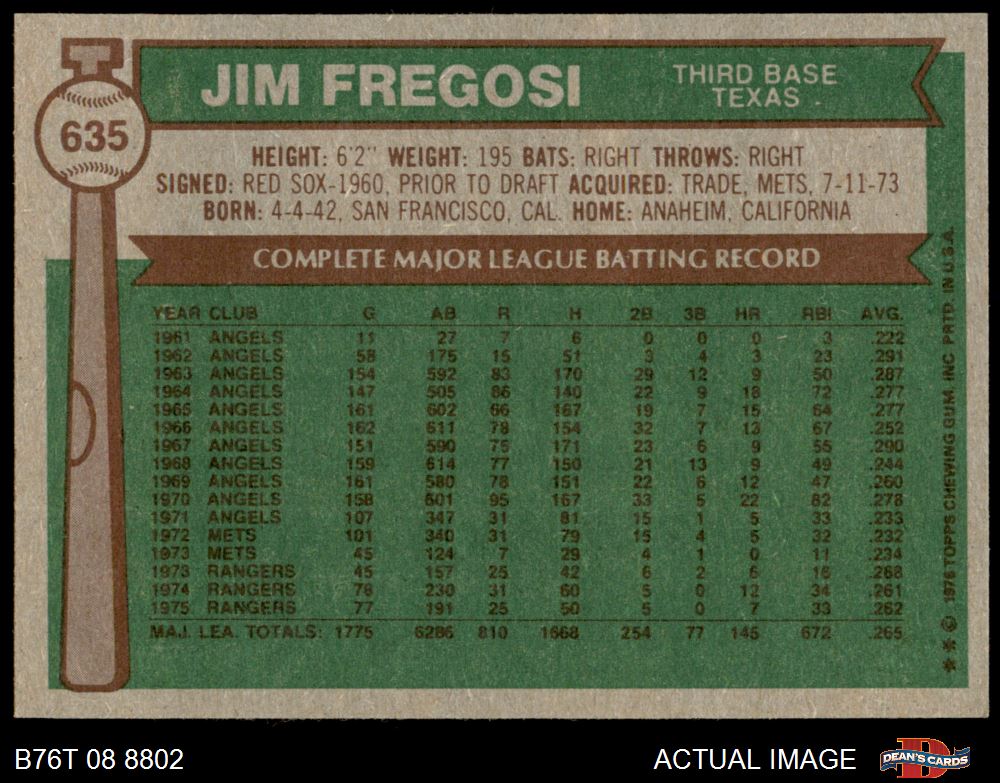 JIM FREGOSI
THIRD BASE
TEXAS
635
HEIGHT: 6'2" WEIGHT: 195 BATS: RIGHT THROWS: RIGHT
SIGNED: RED SOX-1960, PRIOR TO DRAFT ACQUIRED: TRADE, METS, 7-11-73
BORN: 4-4-42, SAN FRANCISCO, CAL. HOME: ANAHEIM, CALIFORNIA
COMPLETE MAJOR LEAGUE BATTING RECORD
YEAR CLUB G AB R H 2B 3B HR RBI AVG.
1961 ANGELS 11 27 7 6 0 0 0 3 .222
1962 ANGELS 58 175 15 51 3 4 3 23 .291
1963 ANGELS 154 592 83 170 29 12 9 50 .287
1964 ANGELS 147 505 86 140 22 9 18 72 .277
1965 ANGELS 161 602 66 167 19 7 15 64 .277
1966 ANGELS 162 611 78 154 32 7 13 67 .252
1967 ANGELS 151 590 75 171 23 6 9 55 .290
1968 ANGELS 159 614 77 150 21 13 9 49 .244
1969 ANGELS 161 580 78 151 22 6 12 47 .260
1970 ANGELS 158 601 95 167 33 5 22 82 .278
1971 ANGELS 107 347 31 81 15 1 5 33 .233
1972 METS 101 340 31 79 15 4 5 32 .232
1973 METS 45 124 7 29 4 1 0 11 .234
1973 RANGERS 45 157 25 42 6 2 6 16 .268
1974 RANGERS 78 230 31 60 5 0 12 34 .261
1975 RANGERS 77 191 25 50 5 0 7 33 .262
MAJ. LEA. TOTALS: 1775 6286 810 1668 254 77 145 672 .265
** © 1976 TOPPS CHEWING GUM, INC. PRTD. IN U.S.A.
B76T 08 8802
ACTUAL IMAGE
DEAN'S CARDS